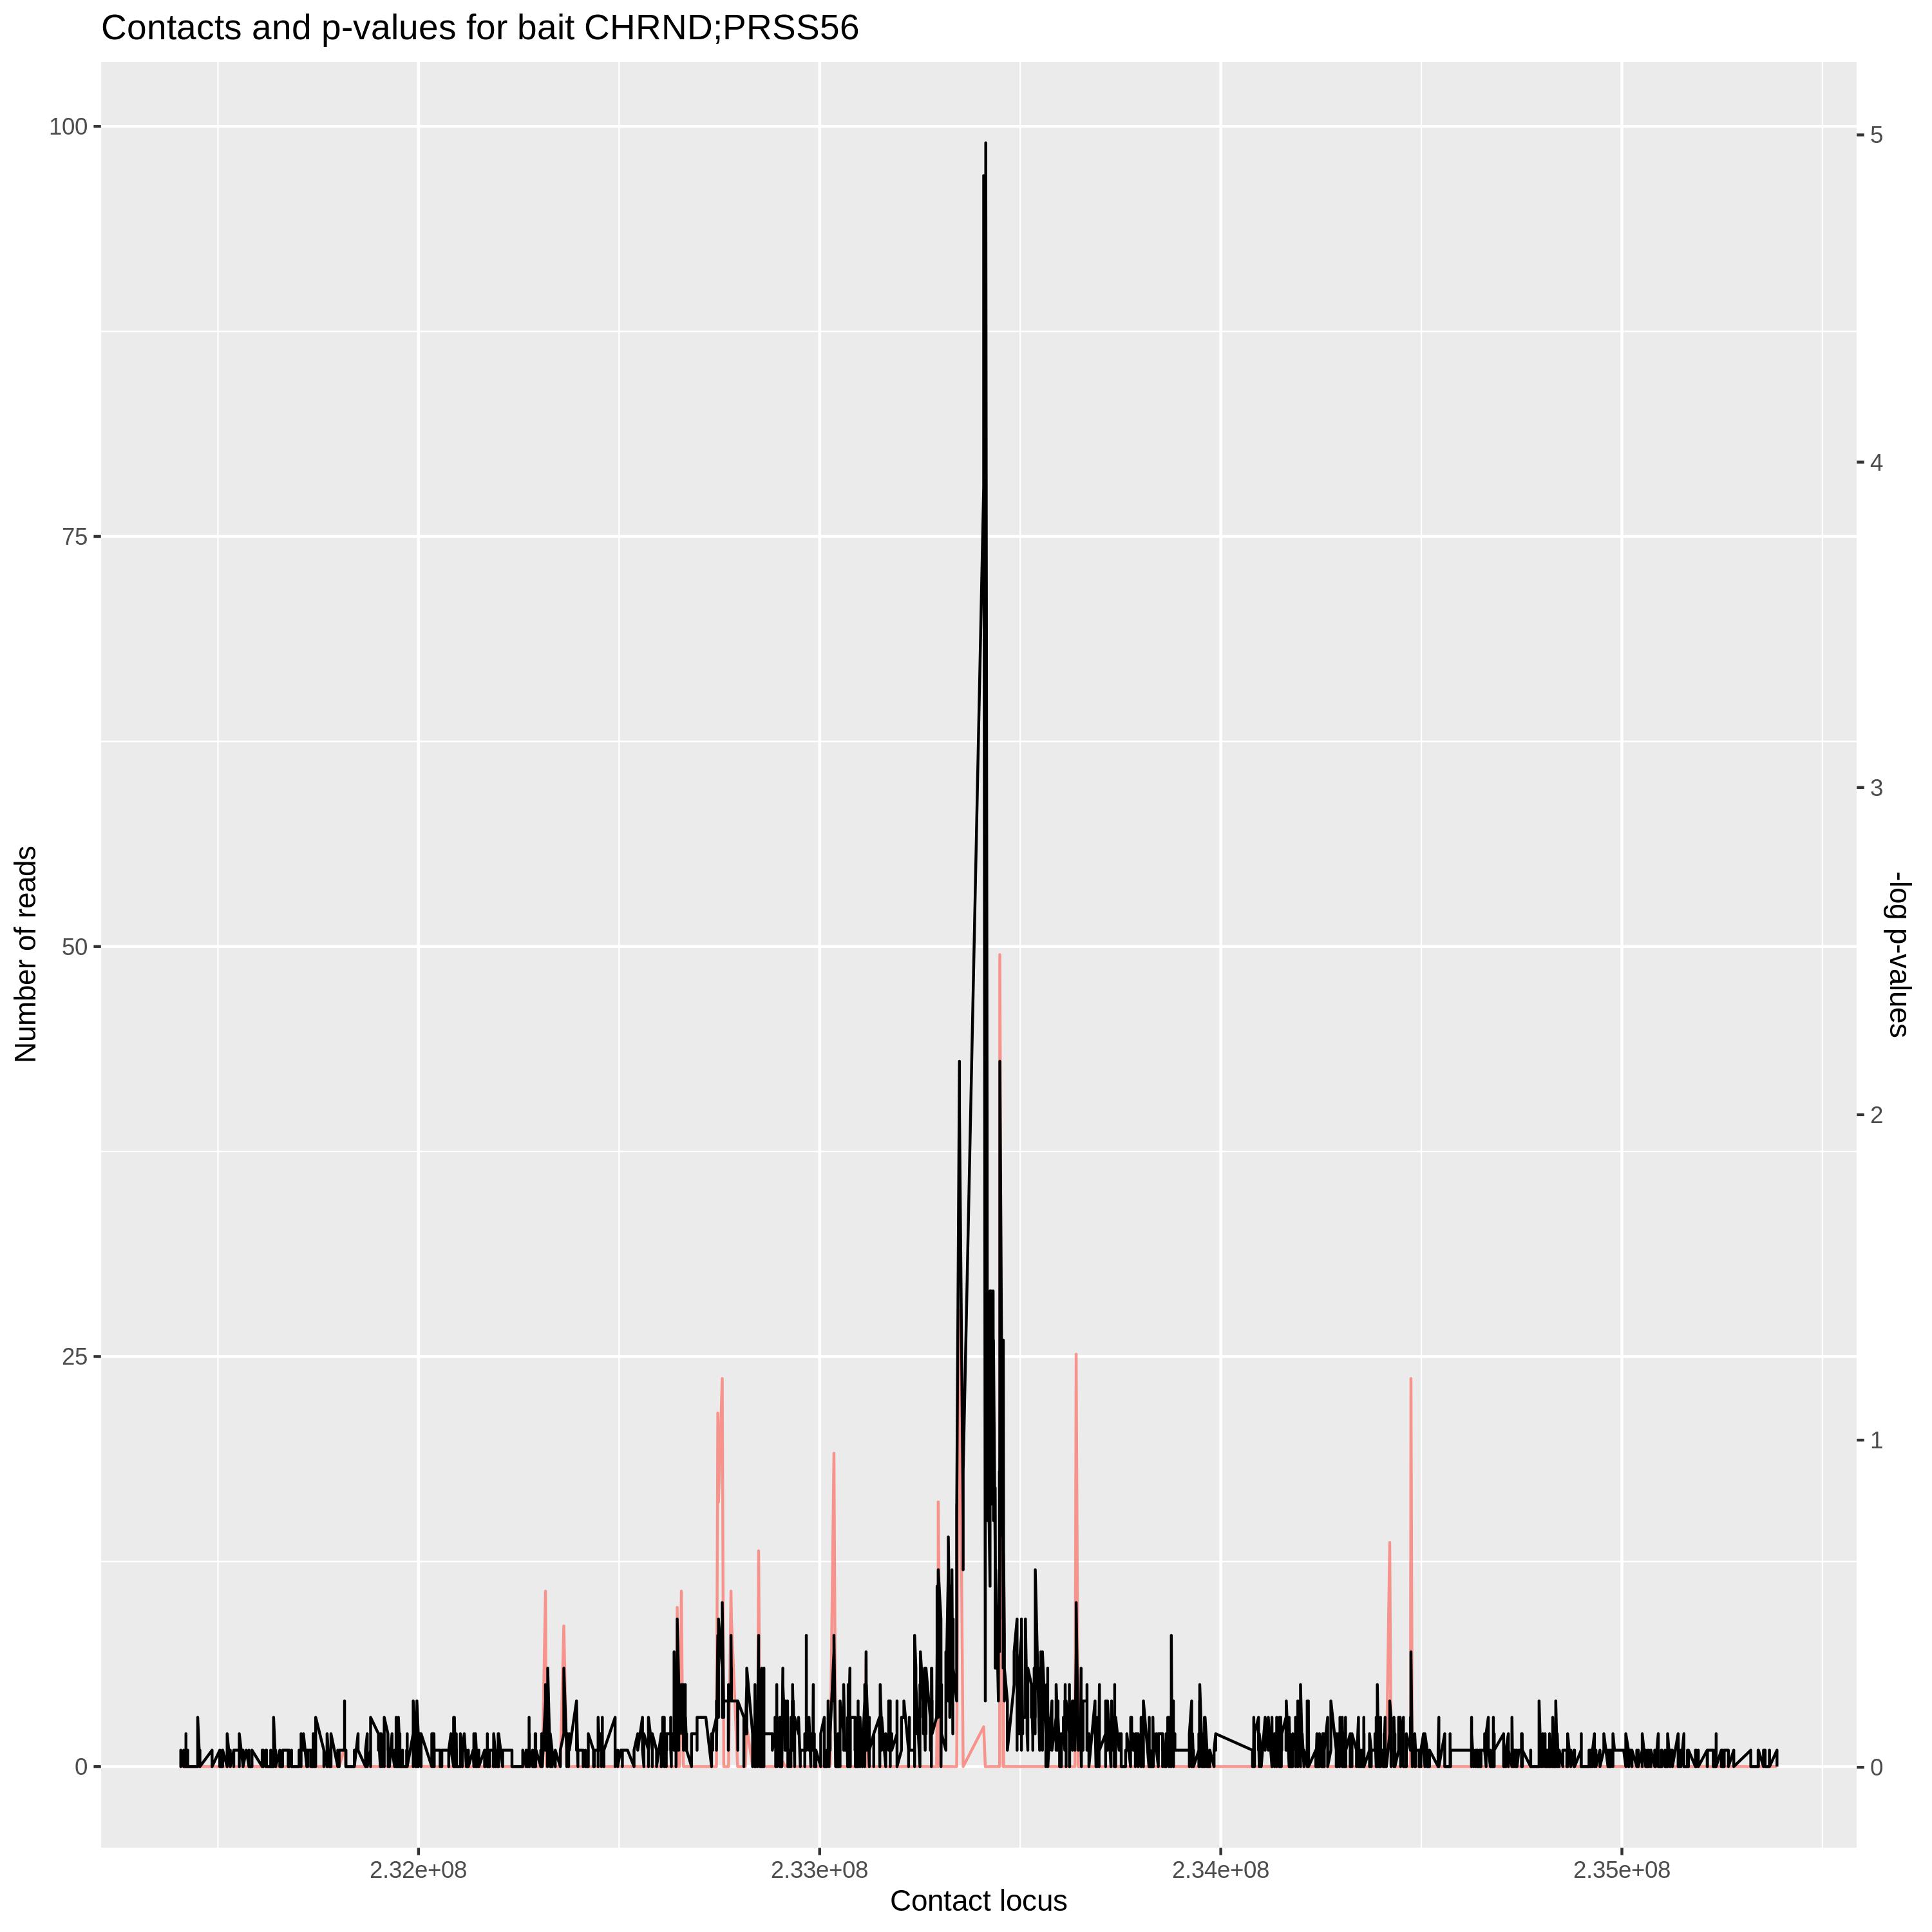 Contacts and p-values for bait CHRND;PRSS56
100
75
50
25
0
5
4
3
2
1
0
Number of reads
-log p-values
2.32e+08
2.33e+08
2.34e+08
2.35e+08
Contact locus